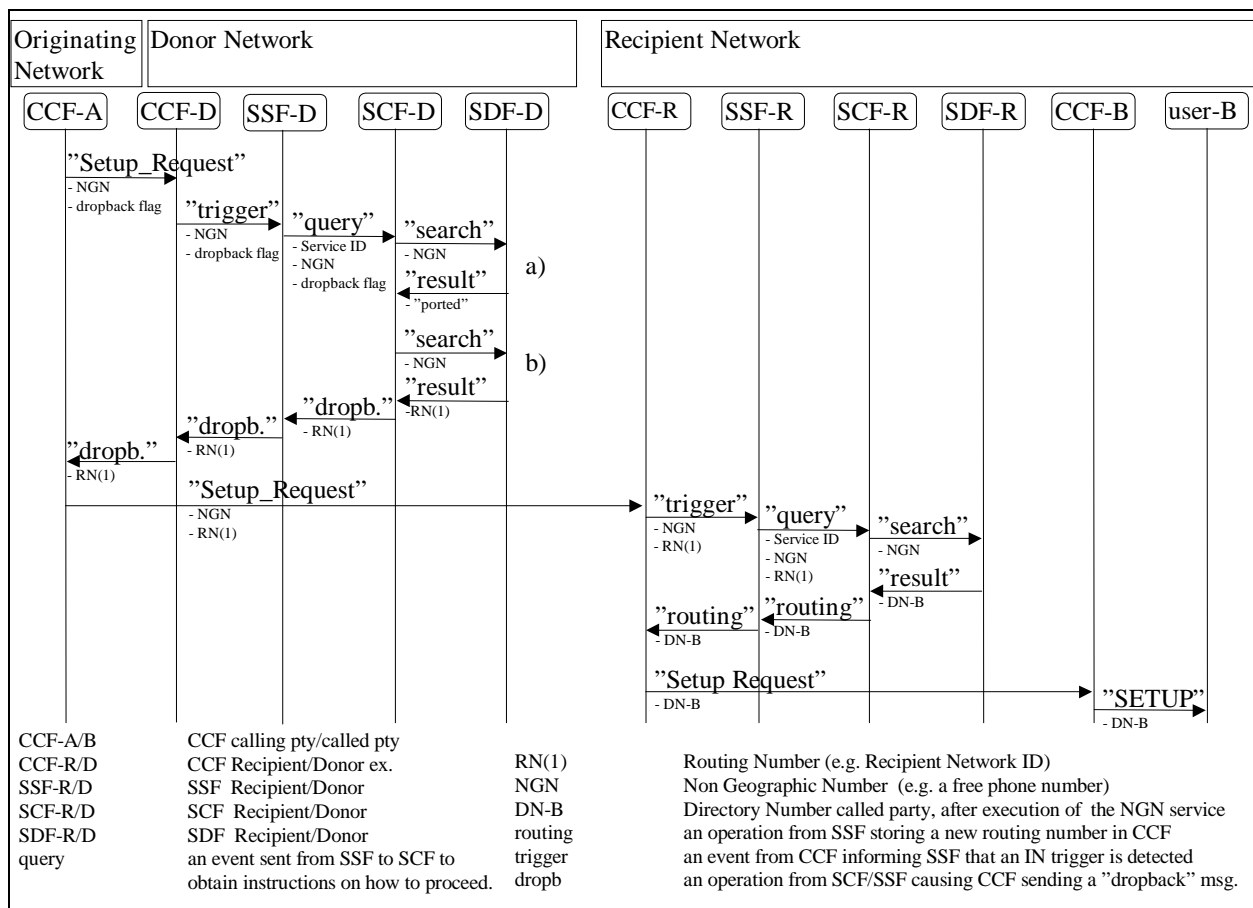 Originating
Network
Donor Network
Recipient Network
CCF-A
CCF-D
SSF-D
SCF-D
SDF-D
CCF-R
SSF-R
SCF-R
SDF-R
CCF-B
user-B
”Setup_Request”
- NGN
- dropback flag
”trigger”
- NGN
- dropback flag
”query”
- Service ID
- NGN
- dropback flag
”search”
- NGN
a)
”result”
- ”ported”
”search”
- NGN
b)
”result”
-RN(1)
”dropb.”
- RN(1)
”dropb.”
- RN(1)
”dropb.”
- RN(1)
”Setup_Request”
- NGN
- RN(1)
”trigger”
- NGN
- RN(1)
”query”
- Service ID
- NGN
- RN(1)
”search”
- NGN
”result”
- DN-B
”routing”
- DN-B
”routing”
- DN-B
”Setup Request”
- DN-B
”SETUP”
- DN-B
CCF-A/B CCF calling pty/called pty
CCF-R/D CCF Recipient/Donor ex.
SSF-R/D SSF Recipient/Donor
SCF-R/D SCF Recipient/Donor
SDF-R/D SDF Recipient/Donor
query an event sent from SSF to SCF to
obtain instructions on how to proceed.
RN(1) Routing Number (e.g. Recipient Network ID)
NGN Non Geographic Number (e.g. a free phone number)
DN-B Directory Number called party, after execution of the NGN service
routing an operation from SSF storing a new routing number in CCF
trigger an event from CCF informing SSF that an IN trigger is detected
dropb an operation from SCF/SSF causing CCF sending a ”dropback” msg.